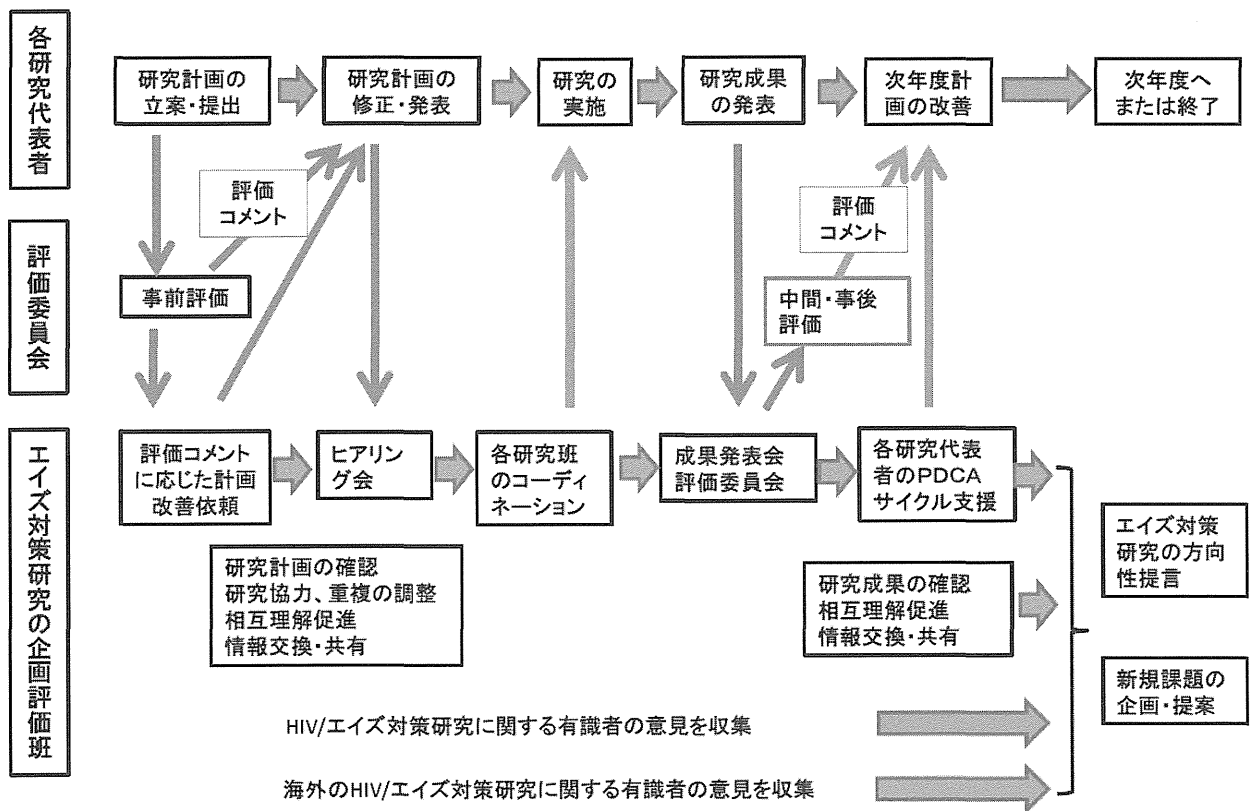 各研究代表者
研究計画の
立案・提出
研究計画の
修正・発表
研究の
実施
研究成果
の発表
次年度計
画の改善
次年度へ
または終了
評価
コメント
評価
コメント
評価委員会
事前評価
中間・事後
評価
エイズ対策研究の企画評価班
評価コメント
に応じた計画
改善依頼
ヒアリン
グ会
各研究班
のコーディ
ネーション
成果発表会
評価委員会
各研究代表
者のPDCA
サイクル支援
研究計画の確認
研究協力、重複の調整
相互理解促進
情報交換・共有
研究成果の確認
相互理解促進
情報交換・共有
エイズ対策
研究の方向
性提言
新規課題の
企画・提案
HIV/エイズ対策研究に関する有識者の意見を収集
海外のHIV/エイズ対策研究に関する有識者の意見を収集